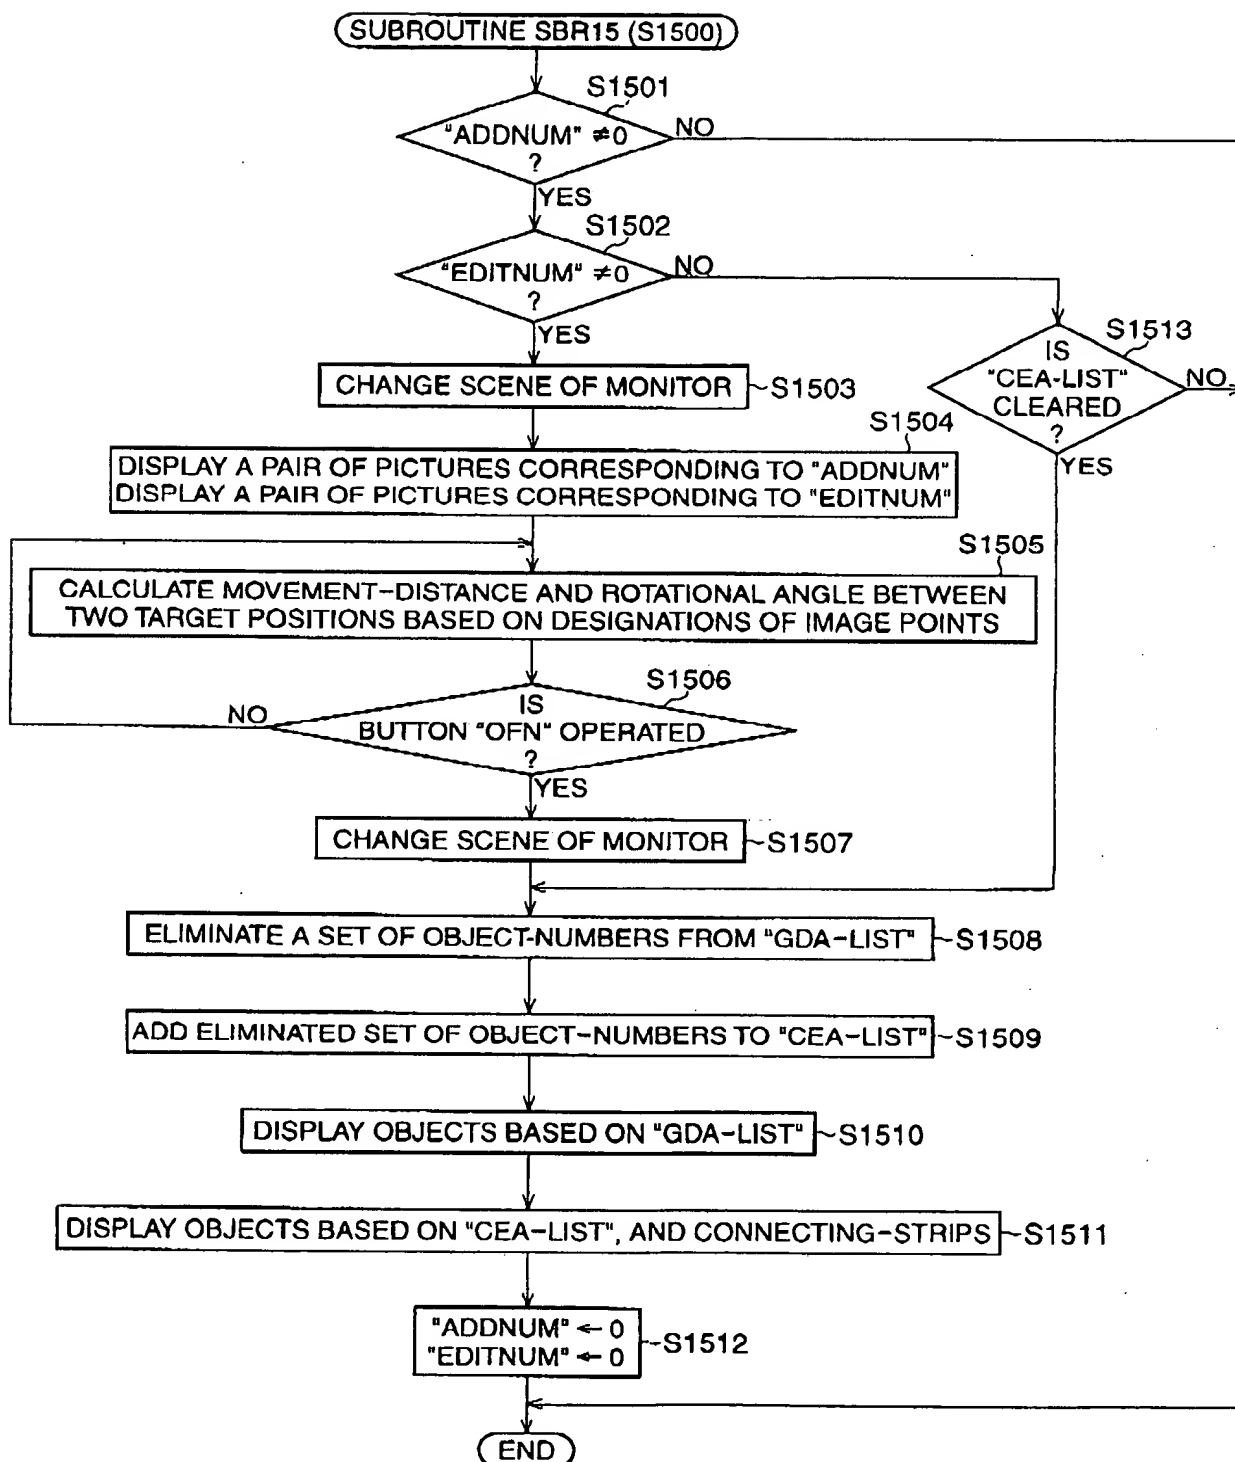 SUBROUTINE SBR15 (S1500)
S1501
"ADDNUM" ≠0
?
NO
YES
S1502
"EDITNUM" ≠0
?
NO
YES
S1513
IS
"CEA-LIST"
CLEARED
?
NO
YES
CHANGE SCENE OF MONITOR
S1503
S1504
DISPLAY A PAIR OF PICTURES CORRESPONDING TO "ADDNUM"
DISPLAY A PAIR OF PICTURES CORRESPONDING TO "EDITNUM"
S1505
CALCULATE MOVEMENT-DISTANCE AND ROTATIONAL ANGLE BETWEEN
TWO TARGET POSITIONS BASED ON DESIGNATIONS OF IMAGE POINTS
S1506
IS
BUTTON "OFN" OPERATED
?
NO
YES
CHANGE SCENE OF MONITOR
S1507
ELIMINATE A SET OF OBJECT-NUMBERS FROM "GDA-LIST"
S1508
ADD ELIMINATED SET OF OBJECT-NUMBERS TO "CEA-LIST"
S1509
DISPLAY OBJECTS BASED ON "GDA-LIST"
S1510
DISPLAY OBJECTS BASED ON "CEA-LIST", AND CONNECTING-STRIPS
S1511
"ADDNUM" ← 0
"EDITNUM" ← 0
S1512
END